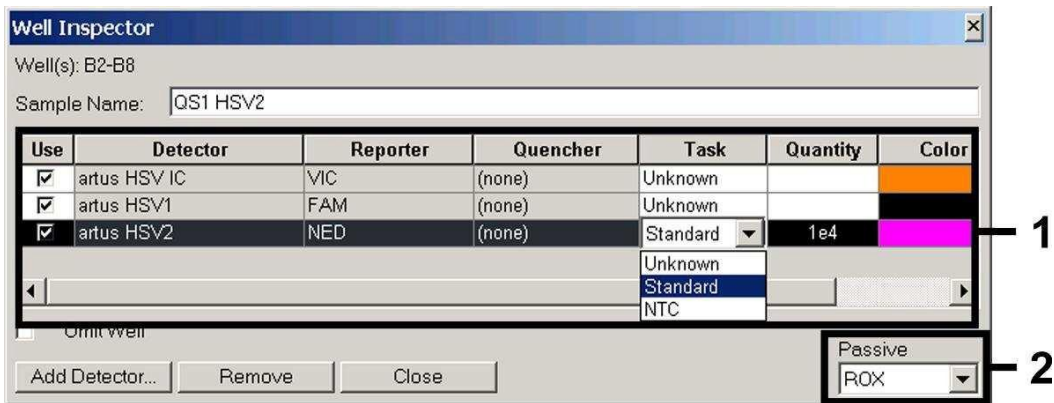 Well Inspector
Well(s): B2-B8
Sample Name: QS1 HSV2
Use Detector Reporter Quencher Task Quantity Color
artus HSV IC VIC (none) Unknown
artus HSV1 FAM (none) Unknown
artus HSV2 NED (none) Standard 1e4
1
Unknown
Standard
NTC
Omit Well
Passive
Add Detector... Remove Close ROX
2